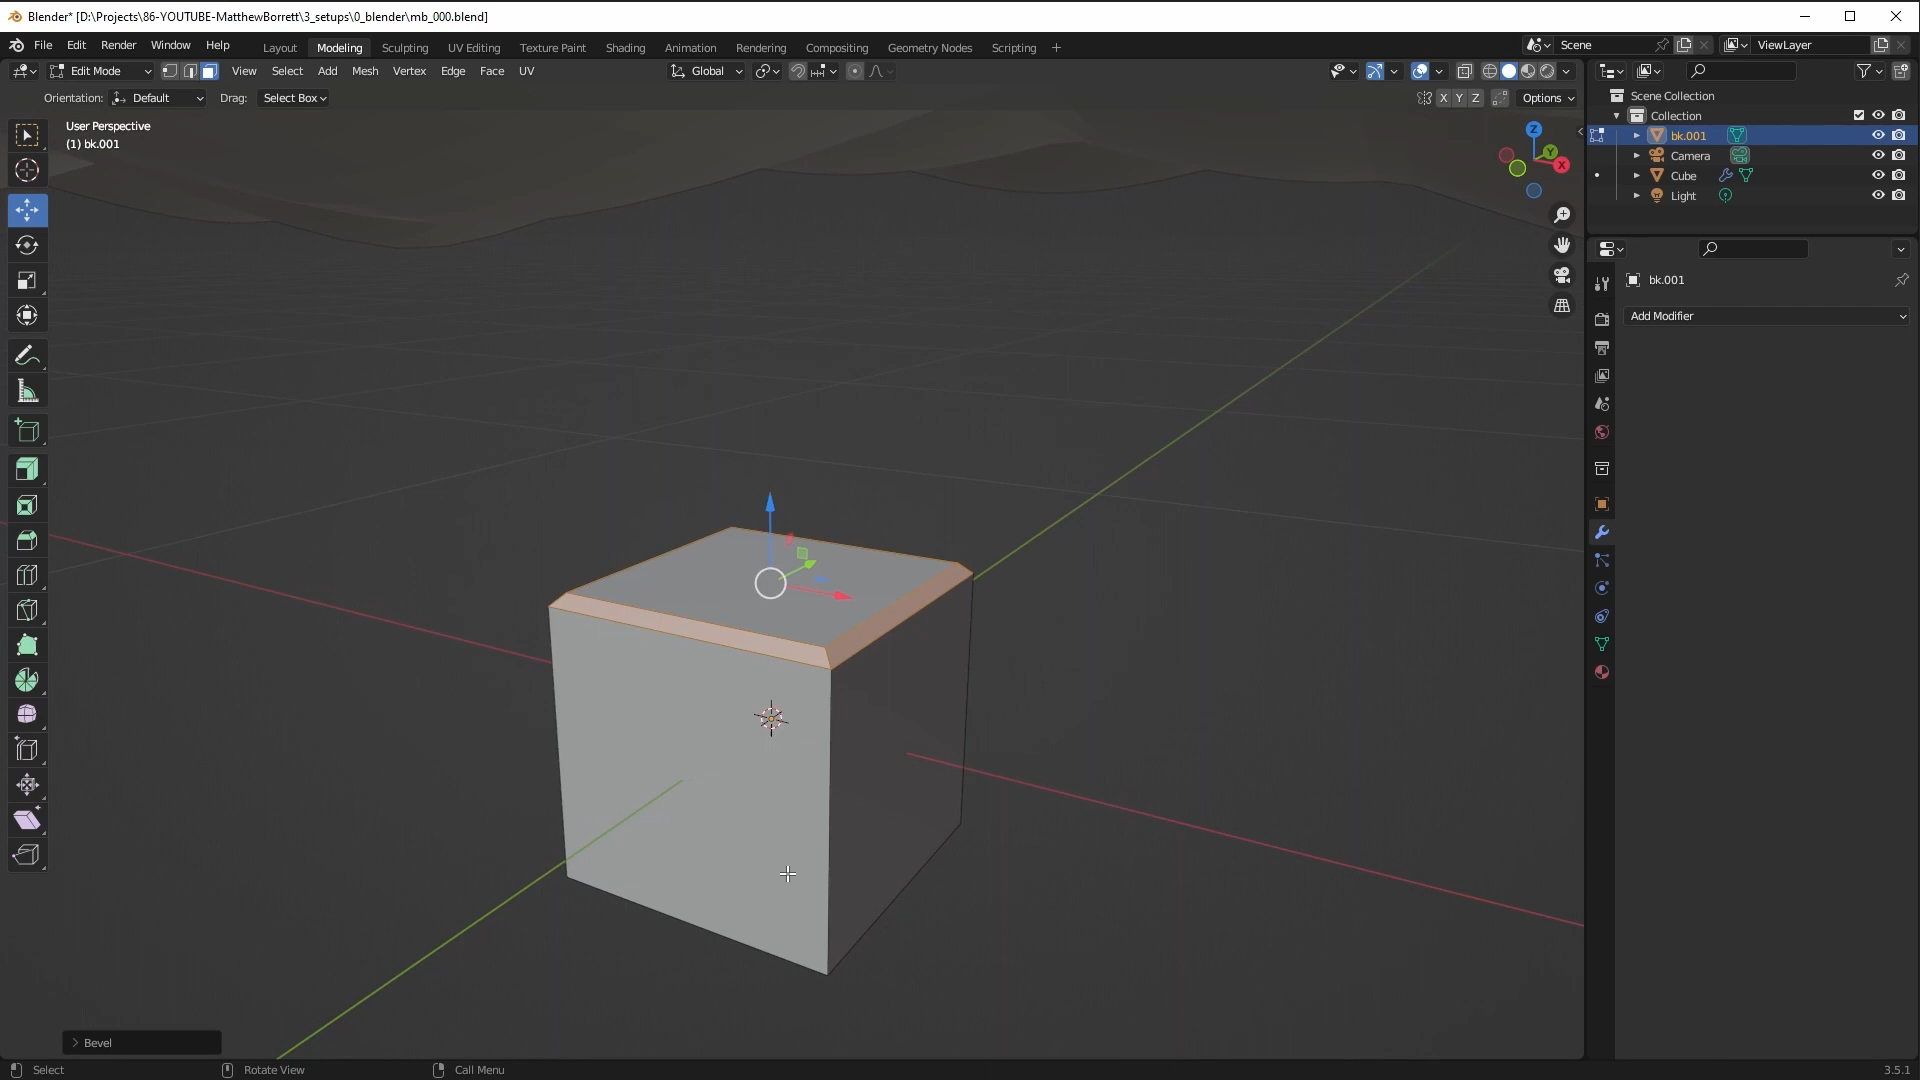 Blender* [D:\Projects\86-YOUTUBE-MatthewBorrett\3_setups\0_blender\mb_000.blend]
File Edit Render Window Help Layout Modeling Sculpting UV Editing Texture Paint Shading Animation Rendering Compositing Geometry Nodes Scripting + Scene ViewLayer
Edit Mode View Select Add Mesh Vertex Edge Face UV Global
Orientation: Default Drag: Select Box X Y Z Options
Scene Collection
Collection
bk.001
Camera
Cube
Light
User Perspective
(1) bk.001
Z
Y
X
bk.001
Add Modifier
Bevel
Select Rotate View Call Menu 3.5.1